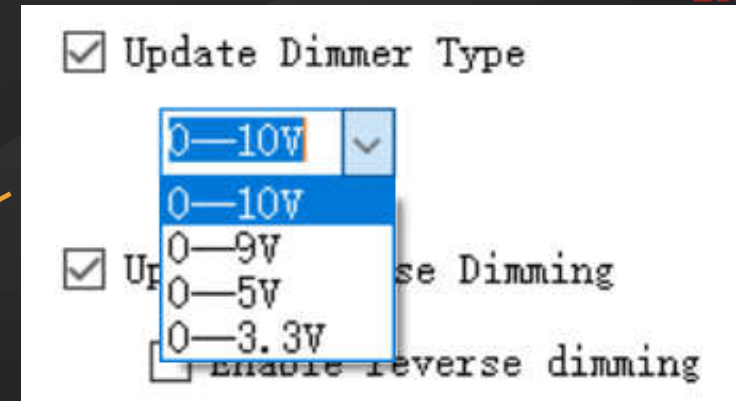 Update Dimmer Type
0—10V
0—10V
0—9V
Up se Dimming
0—5V
0—3.3V
Enable reverse dimming